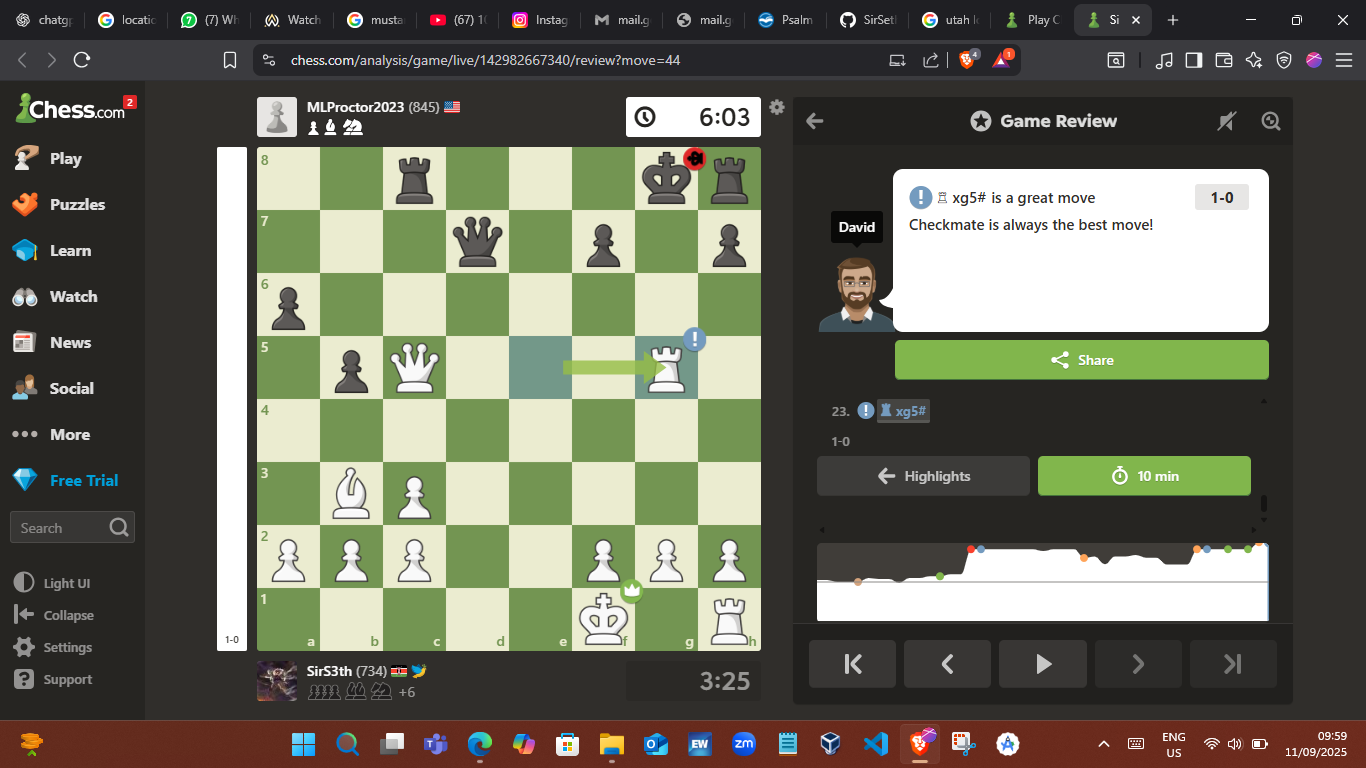 chatgp
locatio
(7) Wh
Watch
musta
(67) 10
Instag
mail.g
mail.g
Psalm
SirSet
utah l
Play C
Si
chess.com/analysis/game/live/142982667340/review?move=44
4
1
Chess.com
2
Play
Puzzles
Learn
Watch
News
Social
More
Free Trial
Search
Light UI
Collapse
Settings
Support
MLProctor2023 (845)
6:03
8
7
6
5
4
3
2
1
a b c d e f g h
!
1-0
SirS3th (734)
+6
3:25
Game Review
! xg5# is a great move
1-0
Checkmate is always the best move!
David
Share
23. ! xg5#
1-0
Highlights
10 min
EW
zm
ENG
US
09:59
11/09/2025